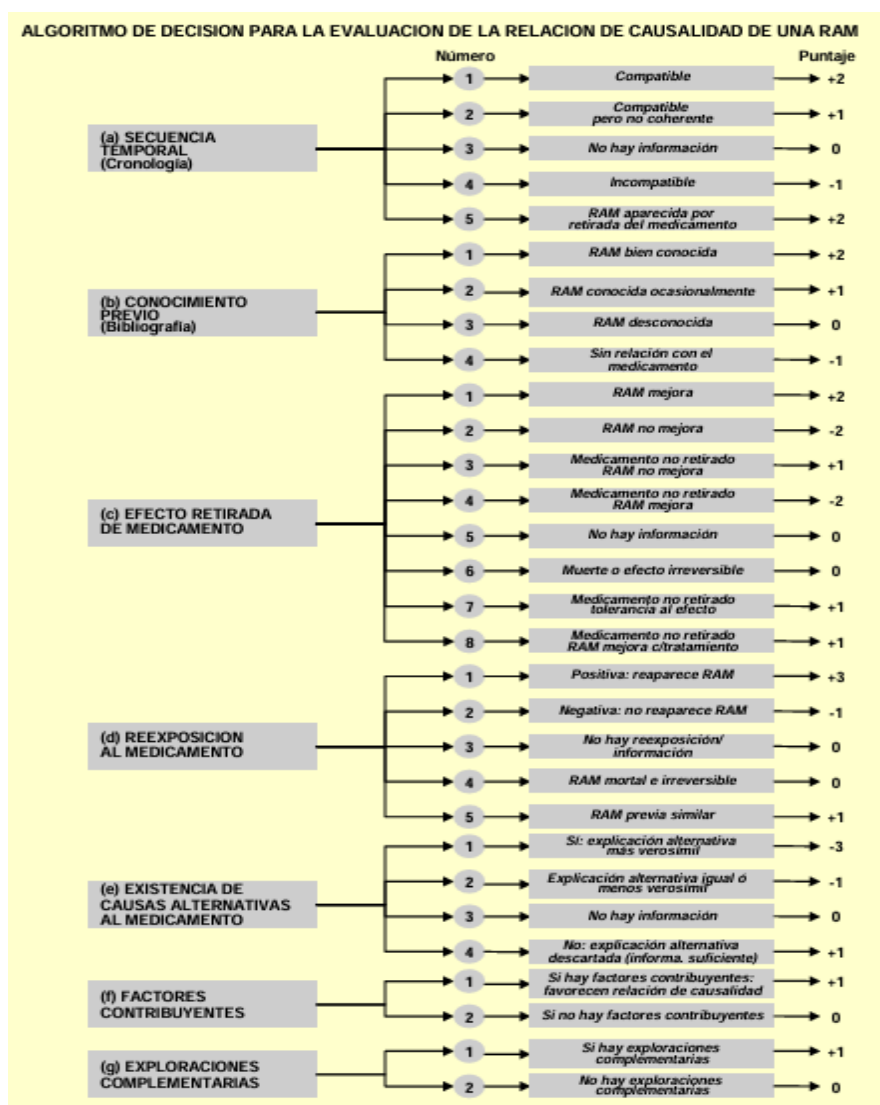 ALGORITMO DE DECISION PARA LA EVALUACION DE LA RELACION DE CAUSALIDAD DE UNA RAM
Número Puntaje
(a) SECUENCIA
TEMPORAL
(Cronología)
1 Compatible +2
2 Compatible
pero no coherente +1
3 No hay información 0
4 Incompatible -1
5 RAM aparecida por
retirada del medicamento +2
(b) CONOCIMIENTO
PREVIO
(Bibliografía)
1 RAM bien conocida +2
2 RAM conocida ocasionalmente +1
3 RAM desconocida 0
4 Sin relación con el
medicamento -1
(c) EFECTO RETIRADA
DE MEDICAMENTO
1 RAM mejora +2
2 RAM no mejora -2
3 Medicamento no retirado
RAM no mejora +1
4 Medicamento no retirado
RAM mejora -2
5 No hay información 0
6 Muerte o efecto irreversible 0
7 Medicamento no retirado
tolerancia al efecto +1
8 Medicamento no retirado
RAM mejora c/tratamiento +1
(d) REEXPOSICION
AL MEDICAMENTO
1 Positiva: reaparece RAM +3
2 Negativa: no reaparece RAM -1
3 No hay reexposición/
información 0
4 RAM mortal e irreversible 0
5 RAM previa similar +1
(e) EXISTENCIA DE
CAUSAS ALTERNATIVAS
AL MEDICAMENTO
1 Sí: explicación alternativa
más verosímil -3
2 Explicación alternativa igual ó
menos verosímil -1
3 No hay información 0
4 No: explicación alternativa
descartada (informa. suficiente) +1
(f) FACTORES
CONTRIBUYENTES
1 Si hay factores contribuyentes:
favorecen relación de causalidad +1
2 Si no hay factores contribuyentes 0
(g) EXPLORACIONES
COMPLEMENTARIAS
1 Si hay exploraciones
complementarias +1
2 No hay exploraciones
complementarias 0